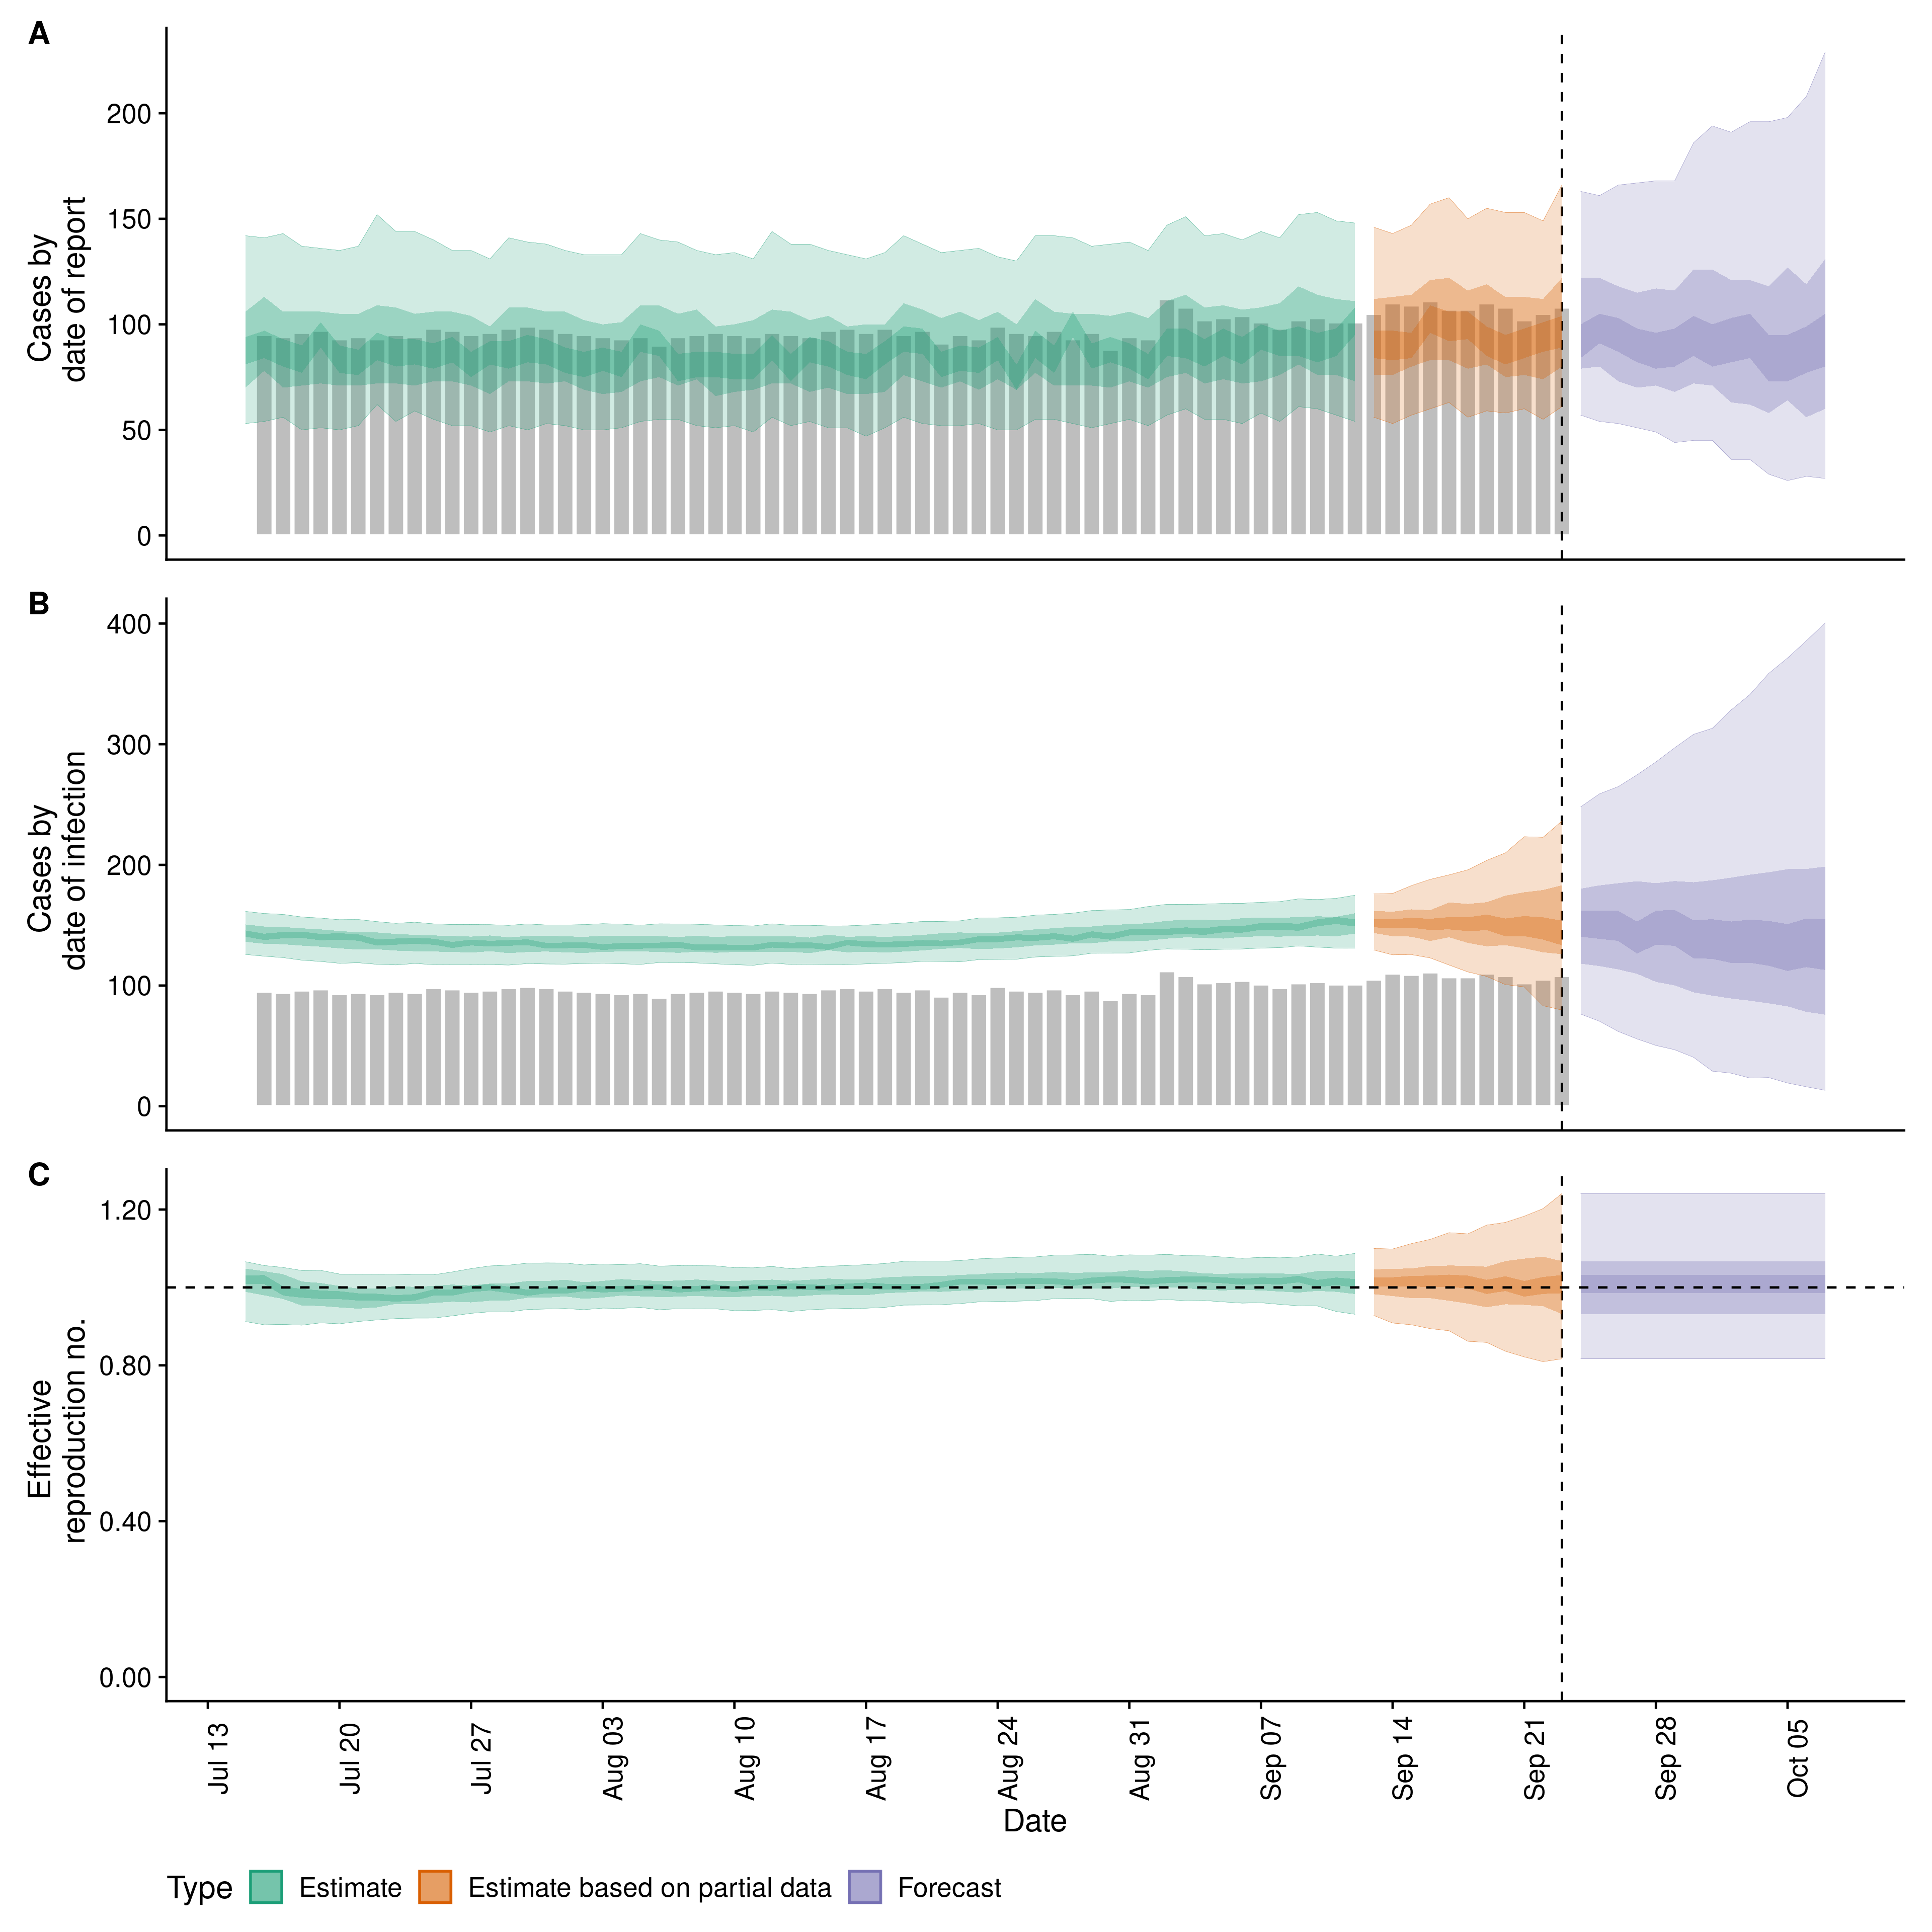 A
Cases by
date of report
200
150
100
50
0
B
Cases by
date of infection
400
300
200
100
0
C
Effective
reproduction no.
1.20
0.80
0.40
0.00
Jul 13
Jul 20
Jul 27
Aug 03
Aug 10
Aug 17
Aug 24
Aug 31
Sep 07
Sep 14
Sep 21
Sep 28
Oct 05
Date
Type Estimate Estimate based on partial data Forecast